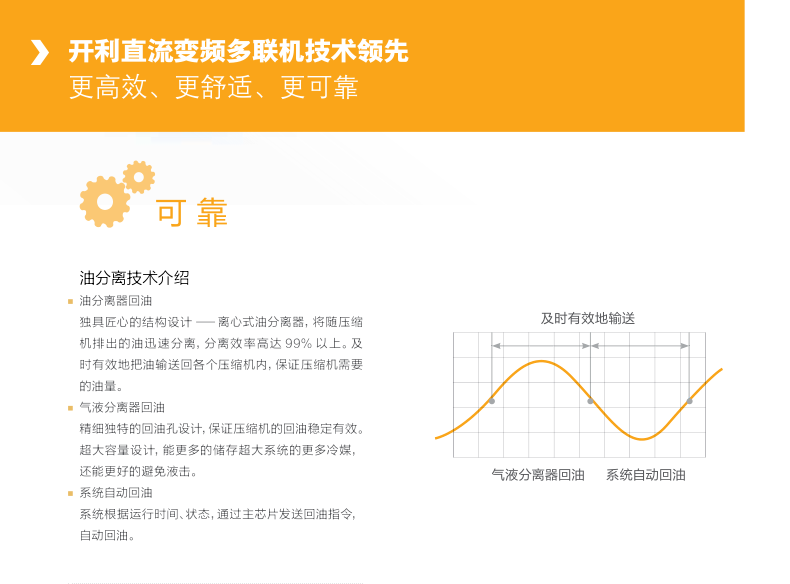 开利直流变频多联机技术领先
更高效、更舒适、更可靠
可靠
油分离技术介绍
油分离器回油
独具匠心的结构设计 —— 离心式油分离器，将随压缩
机排出的油迅速分离，分离效率高达 99% 以上。及
时有效地把油输送回各个压缩机内，保证压缩机需要
的油量。
气液分离器回油
精细独特的回油孔设计，保证压缩机的回油稳定有效。
超大容量设计，能更多的储存超大系统的更多冷媒，
还能更好的避免液击。
系统自动回油
系统根据运行时间、状态，通过主芯片发送回油指令，
自动回油。
及时有效地输送
气液分离器回油
系统自动回油